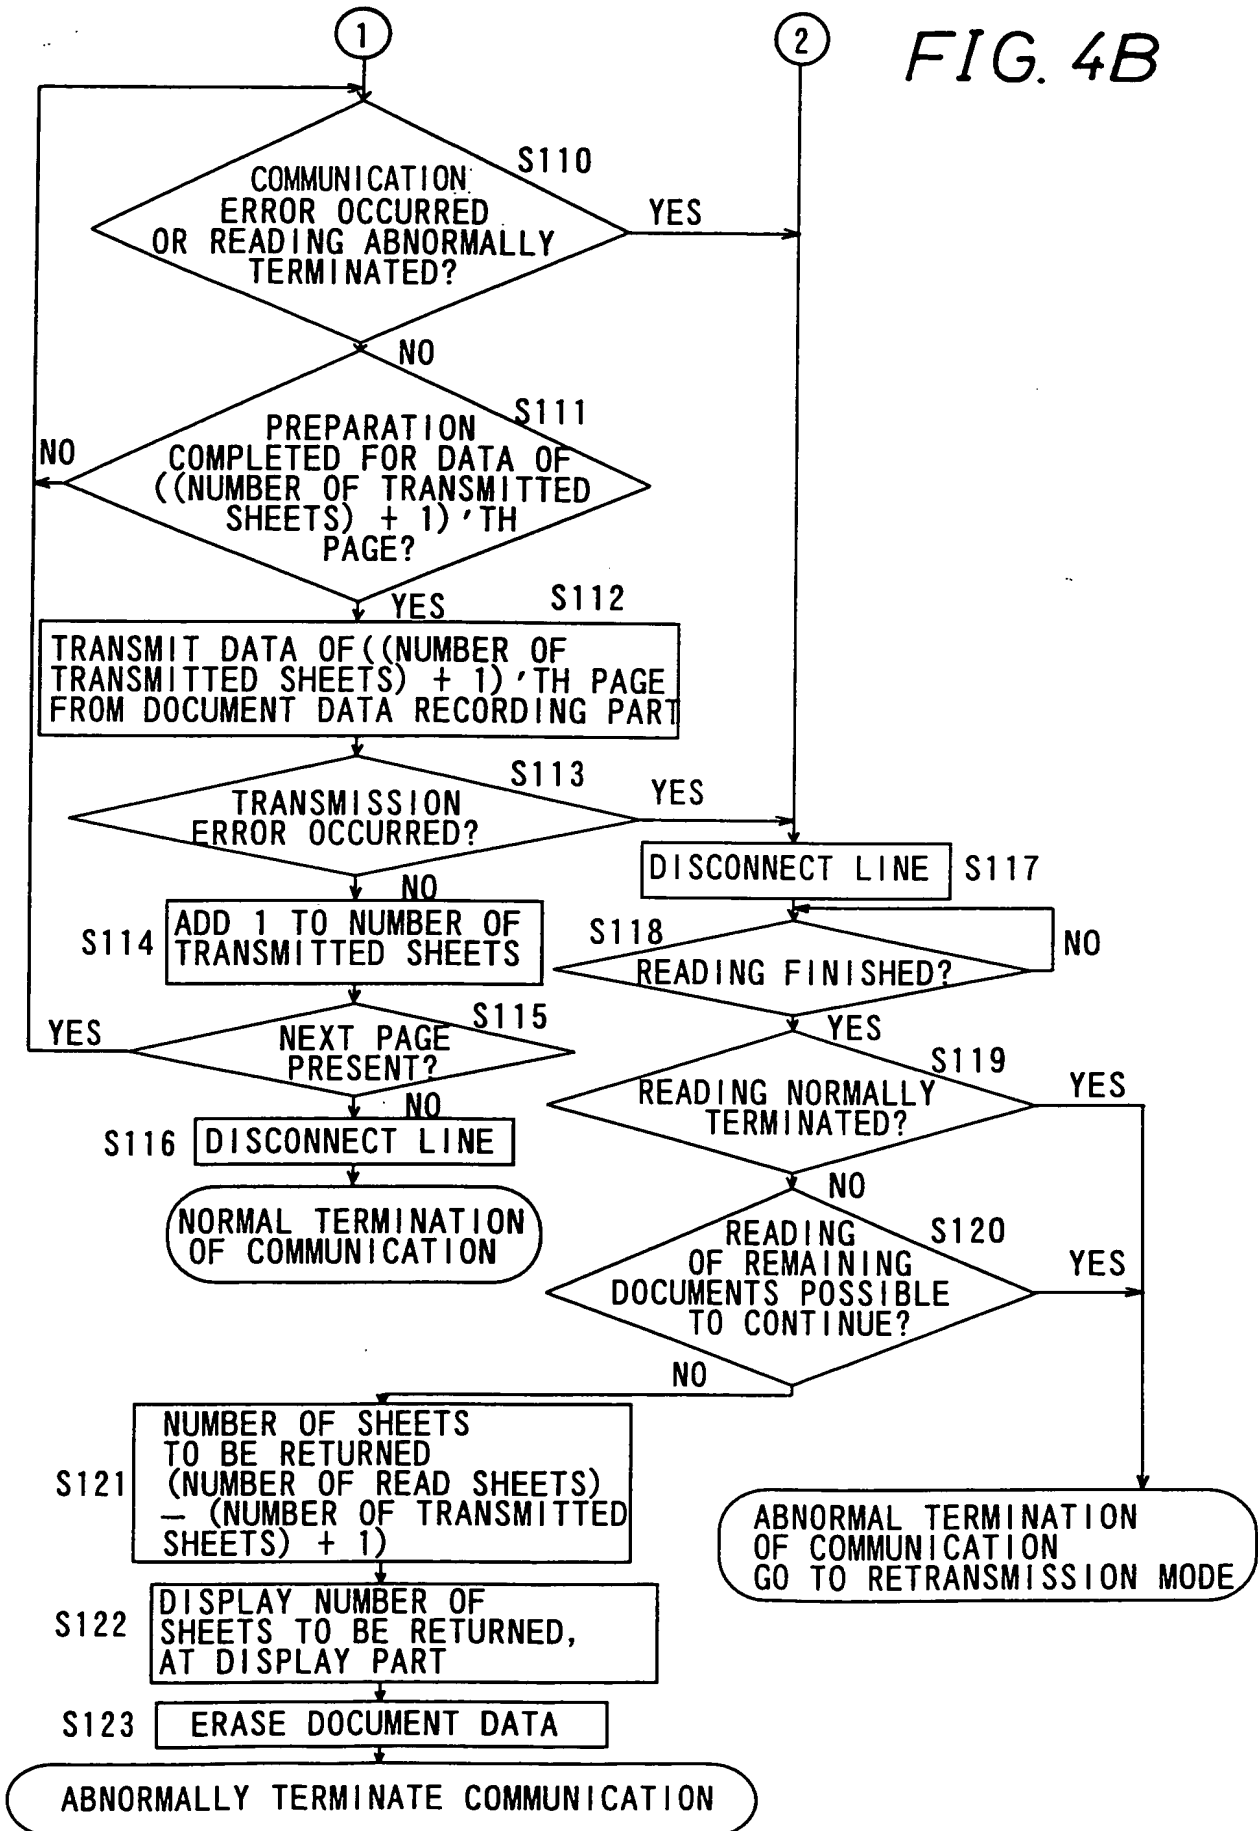 1
2
FIG. 4B
S110
COMMUNICATION
ERROR OCCURRED
OR READING ABNORMALLY
TERMINATED?
YES
NO
S111
PREPARATION
COMPLETED FOR DATA OF
((NUMBER OF TRANSMITTED
SHEETS) + 1)'TH
PAGE?
NO
YES
S112
TRANSMIT DATA OF((NUMBER OF
TRANSMITTED SHEETS) + 1)'TH PAGE
FROM DOCUMENT DATA RECORDING PART
S113
TRANSMISSION
ERROR OCCURRED?
YES
NO
S114
ADD 1 TO NUMBER OF
TRANSMITTED SHEETS
S115
NEXT PAGE
PRESENT?
YES
NO
S116
DISCONNECT LINE
NORMAL TERMINATION
OF COMMUNICATION
DISCONNECT LINE
S117
S118
READING FINISHED?
NO
YES
S119
READING NORMALLY
TERMINATED?
YES
NO
S120
READING
OF REMAINING
DOCUMENTS POSSIBLE
TO CONTINUE?
YES
NO
S121
NUMBER OF SHEETS
TO BE RETURNED
(NUMBER OF READ SHEETS)
— (NUMBER OF TRANSMITTED
SHEETS) + 1)
ABNORMAL TERMINATION
OF COMMUNICATION
GO TO RETRANSMISSION MODE
S122
DISPLAY NUMBER OF
SHEETS TO BE RETURNED,
AT DISPLAY PART
S123
ERASE DOCUMENT DATA
ABNORMALLY TERMINATE COMMUNICATION